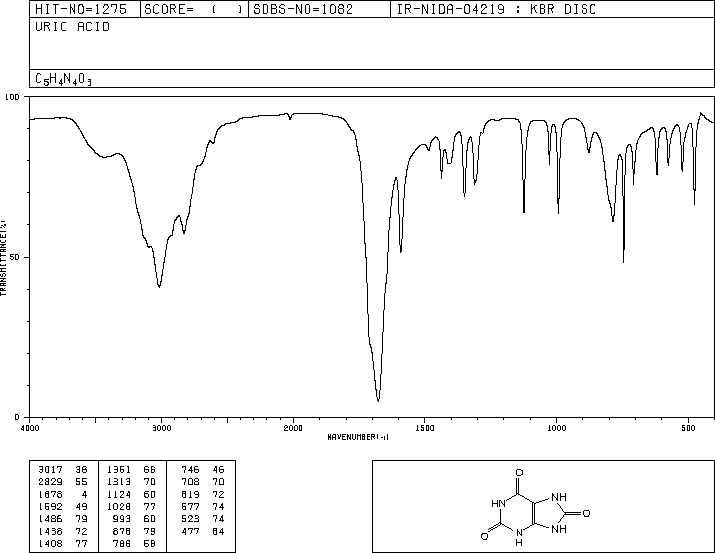 HIT-NO=1275 SCORE= ( ) SDBS-NO=1082 IR-NIDA-04219 : KBR DISC
URIC ACID
C5H4N4O3
100
TRANSMITTANCE(%)
50
0
4000 3000 2000 1500 1000 500
WAVENUMBER(-1)
3017 38 1351 66 746 46
2829 55 1313 70 708 70
1678 4 1124 60 619 72
1592 49 1028 77 577 74
1486 79 993 60 523 74
1436 72 878 79 477 64
1408 77 786 58
O
HN
NH
O
O
N
H
NH